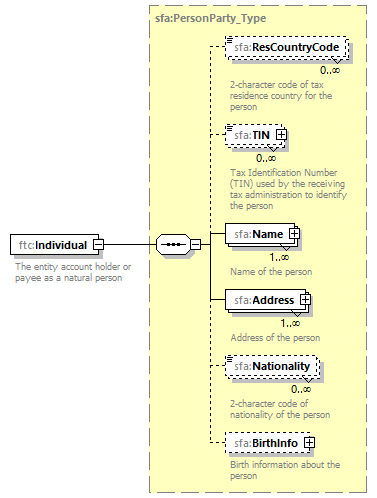 sfa:PersonParty_Type
sfa:ResCountryCode
0..∞
2-character code of tax
residence country for the
person
sfa:TIN
0..∞
Tax Identification Number
(TIN) used by the receiving
tax administration to identify
the person
ftc:Individual
The entity account holder or
payee as a natural person
sfa:Name
1..∞
Name of the person
sfa:Address
1..∞
Address of the person
sfa:Nationality
0..∞
2-character code of
nationality of the person
sfa:BirthInfo
Birth information about the
person